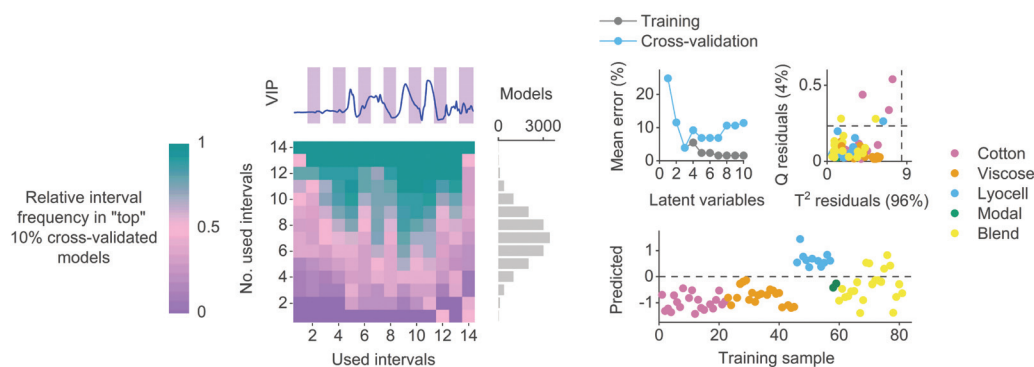 Training
Cross-validation
VIP
Models
0
3000
1
0.5
0
Relative interval
frequency in "top"
10% cross-validated
models
No. used intervals
14
12
10
8
6
4
2
2 4 6 8 10 12 14
Used intervals
Mean error (%)
20
10
0
0 2 4 6 8 10
Latent variables
Q residuals (4%)
0.5
0
0 9
T² residuals (96%)
Cotton
Viscose
Lyocell
Modal
Blend
Predicted
1
0
-1
0 20 40 60 80
Training sample